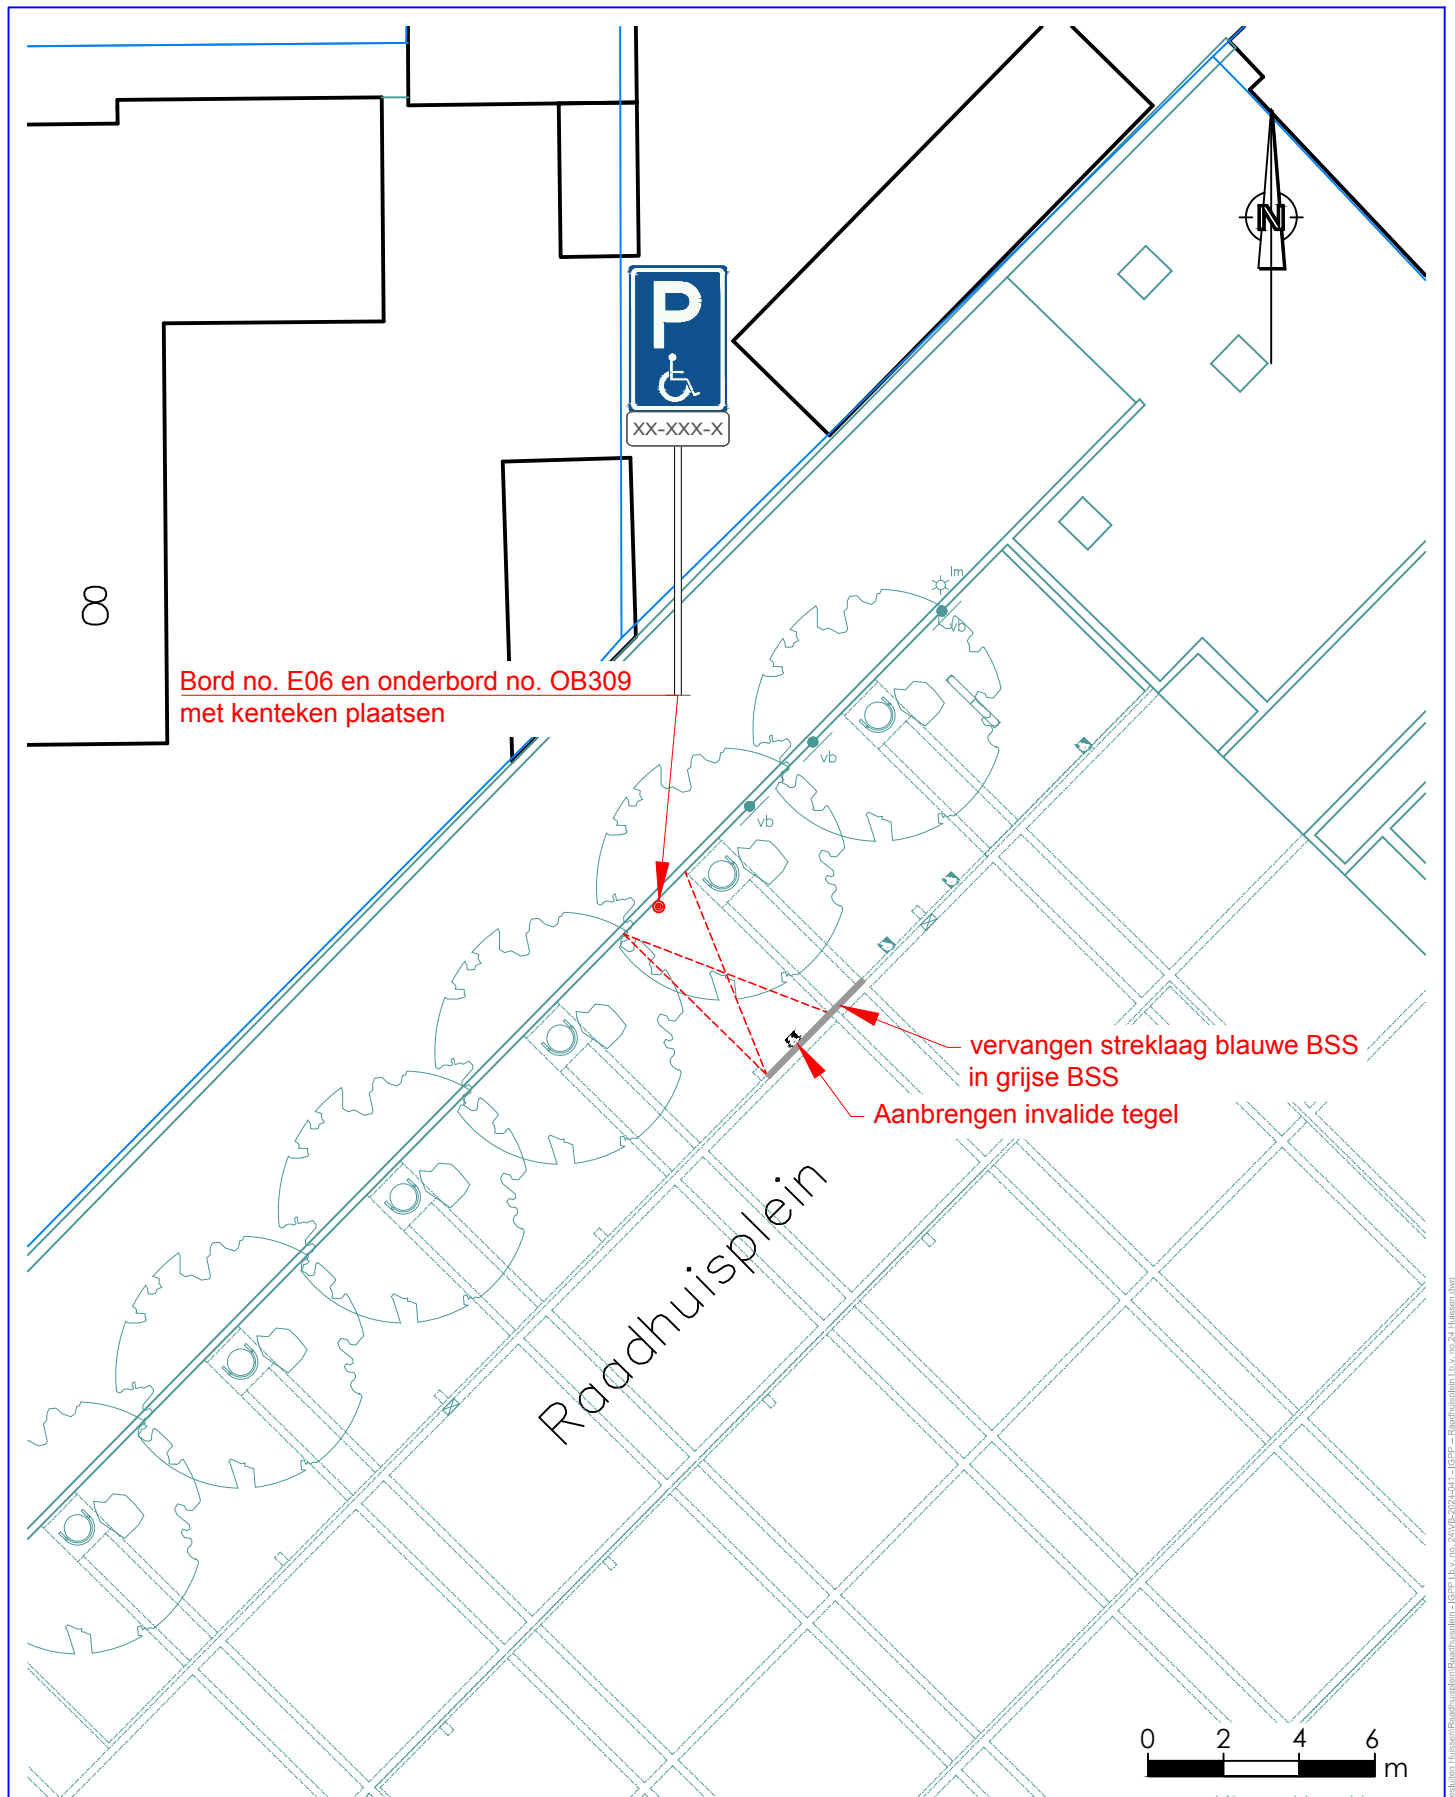 N
P
XX-XXX-X
8
lm
vb
Bord no. E06 en onderbord no. OB309
met kenteken plaatsen
vb
vb
vervangen streklaag blauwe BSS
in grijse BSS
Aanbrengen invalide tegel
Raadhuisplein
0 2 4 6
m